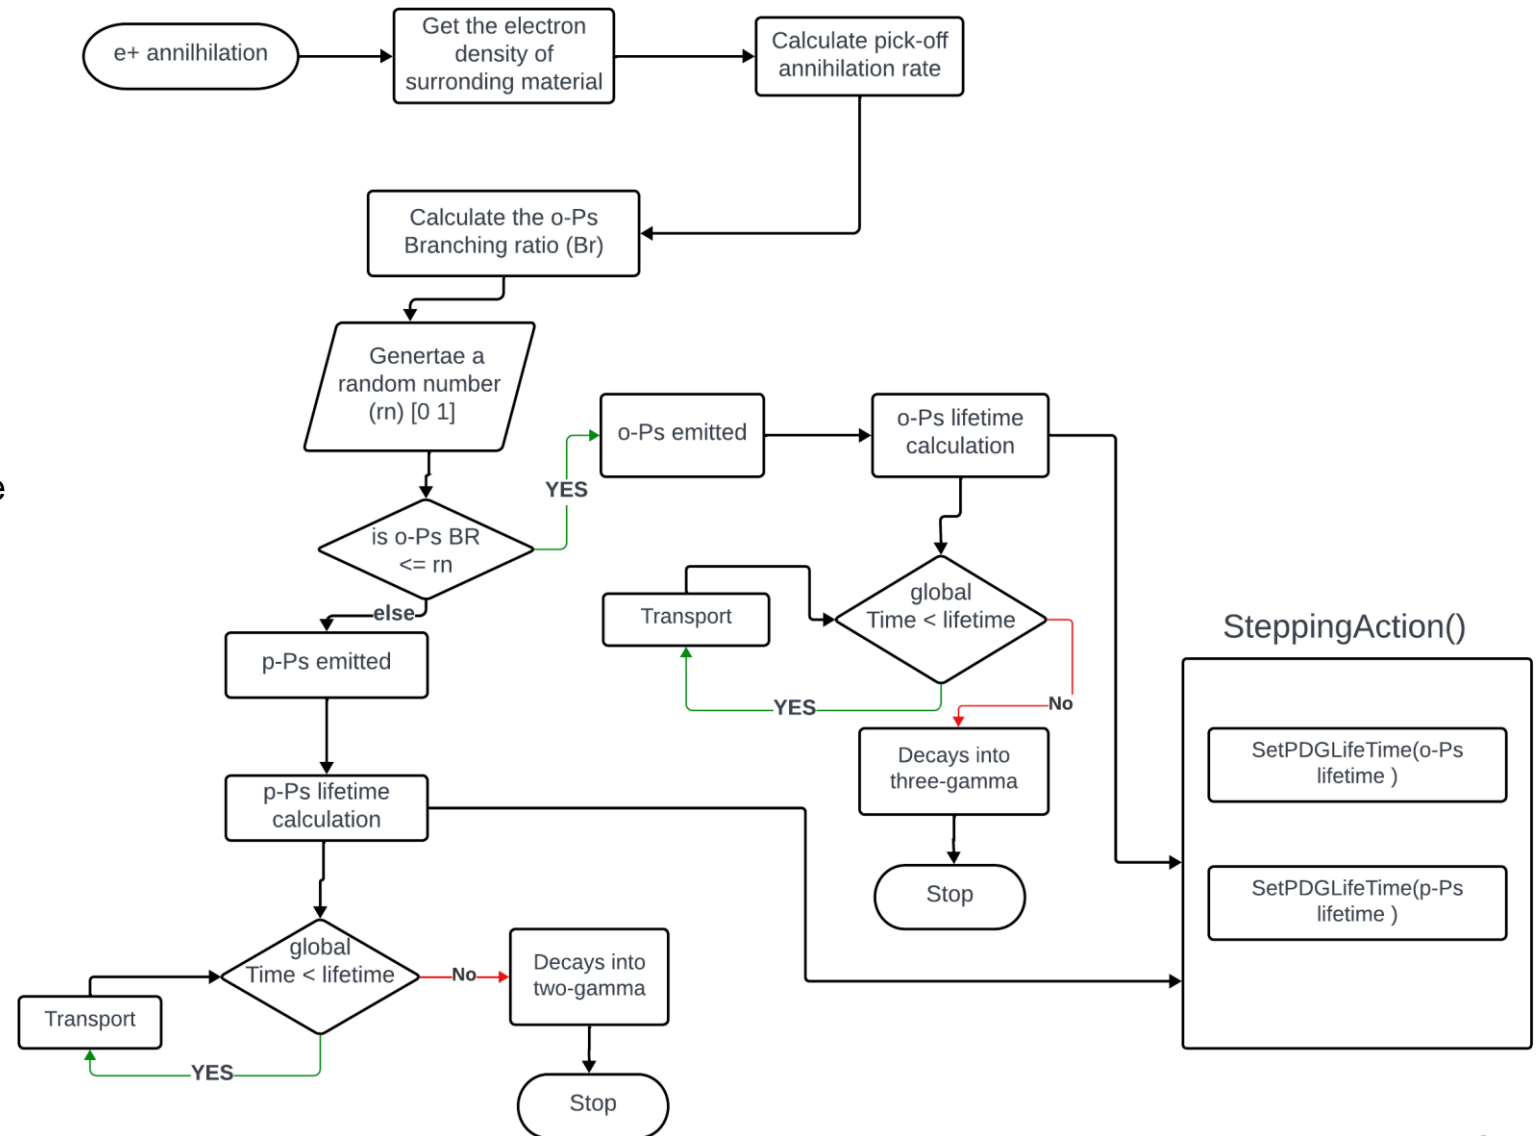 e+ annilhilation
Get the electron
density of
surronding material
Calculate pick-off
annihilation rate
Calculate the o-Ps
Branching ratio (Br)
Genertae a
random number
(rn) [0 1]
is o-Ps BR
<= rn
YES
else
o-Ps emitted
o-Ps lifetime
calculation
global
Time < lifetime
Transport
YES
No
Decays into
three-gamma
Stop
p-Ps emitted
p-Ps lifetime
calculation
global
Time < lifetime
Transport
YES
No
Decays into
two-gamma
Stop
SteppingAction()
SetPDGLifeTime(o-Ps
lifetime )
SetPDGLifeTime(p-Ps
lifetime )
e